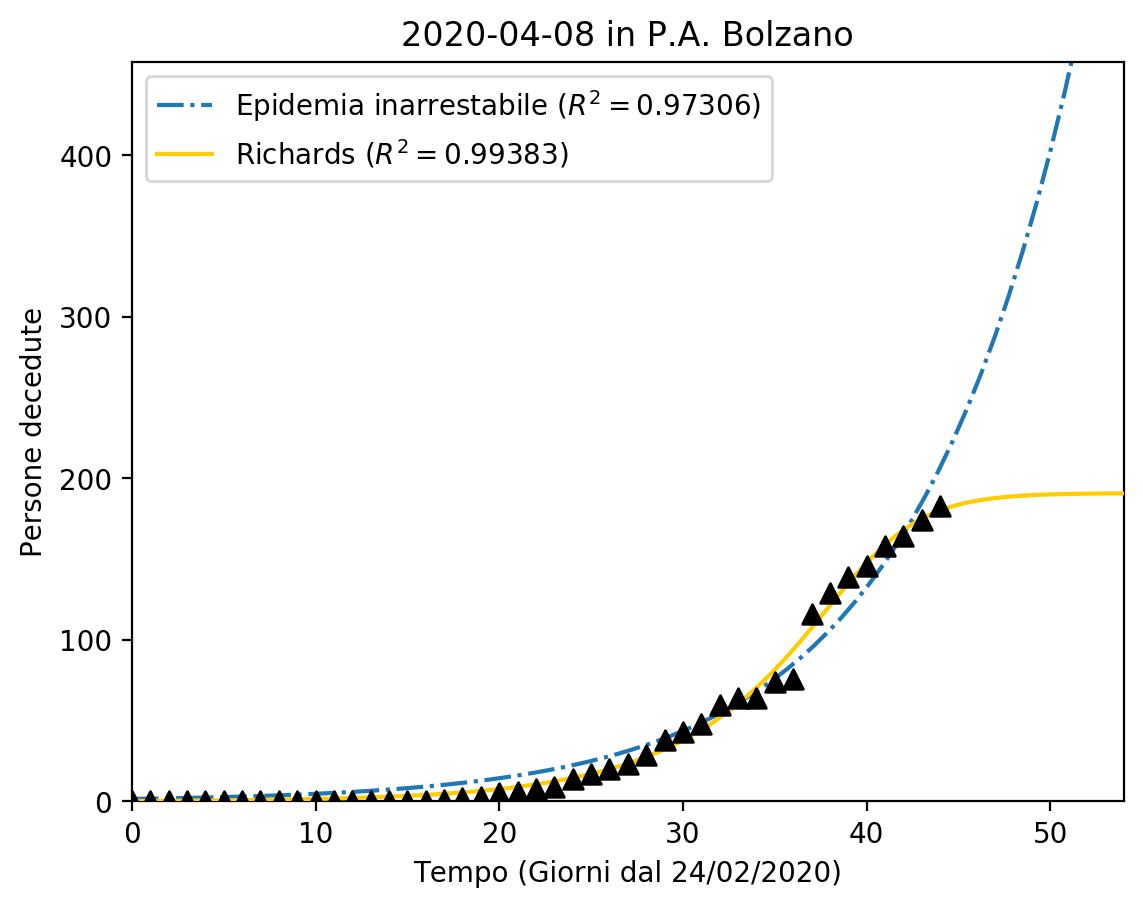 2020-04-08 in P.A. Bolzano
Epidemia inarrestabile (R² = 0.97306)
Richards (R² = 0.99383)
Persone decedute
400
300
200
100
0
0 10 20 30 40 50
Tempo (Giorni dal 24/02/2020)